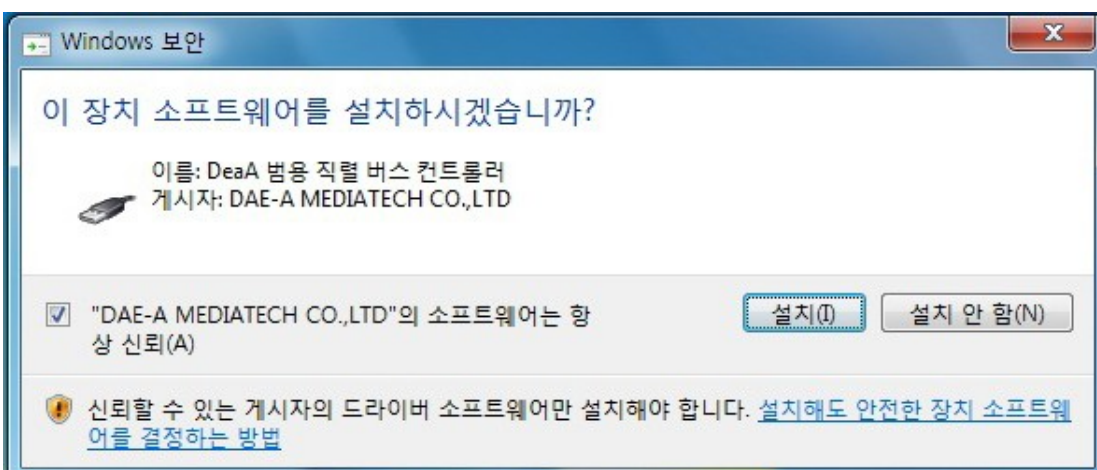 Windows 보안
이 장치 소프트웨어를 설치하시겠습니까?
이름: DeaA 범용 직렬 버스 컨트롤러
게시자: DAE-A MEDIATECH CO.,LTD
"DAE-A MEDIATECH CO.,LTD"의 소프트웨어는 항
상 신뢰(A)
설치(I) 설치 안 함(N)
신뢰할 수 있는 게시자의 드라이버 소프트웨어만 설치해야 합니다. 설치해도 안전한 장치 소프트웨
어를 결정하는 방법